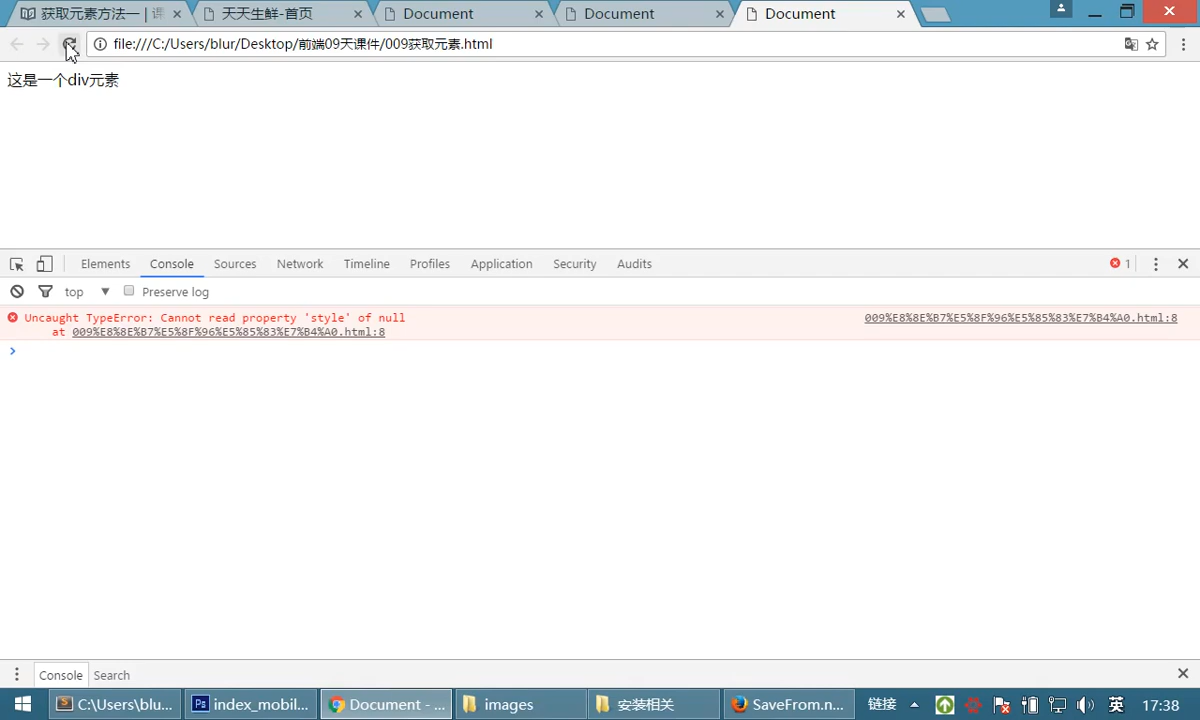 获取元素方法一 | 课
天天生鲜-首页
Document
Document
Document
file:///C:/Users/blur/Desktop/前端09天课件/009获取元素.html
这是一个div元素
Elements
Console
Sources
Network
Timeline
Profiles
Application
Security
Audits
1
top
Preserve log
Uncaught TypeError: Cannot read property 'style' of null
009%E8%8E%B7%E5%8F%96%E5%85%83%E7%B4%A0.html:8
at 009%E8%8E%B7%E5%8F%96%E5%85%83%E7%B4%A0.html:8
Console
Search
C:\Users\blu...
index_mobil...
Document - ...
images
安装相关
SaveFrom.n...
链接
英
17:38